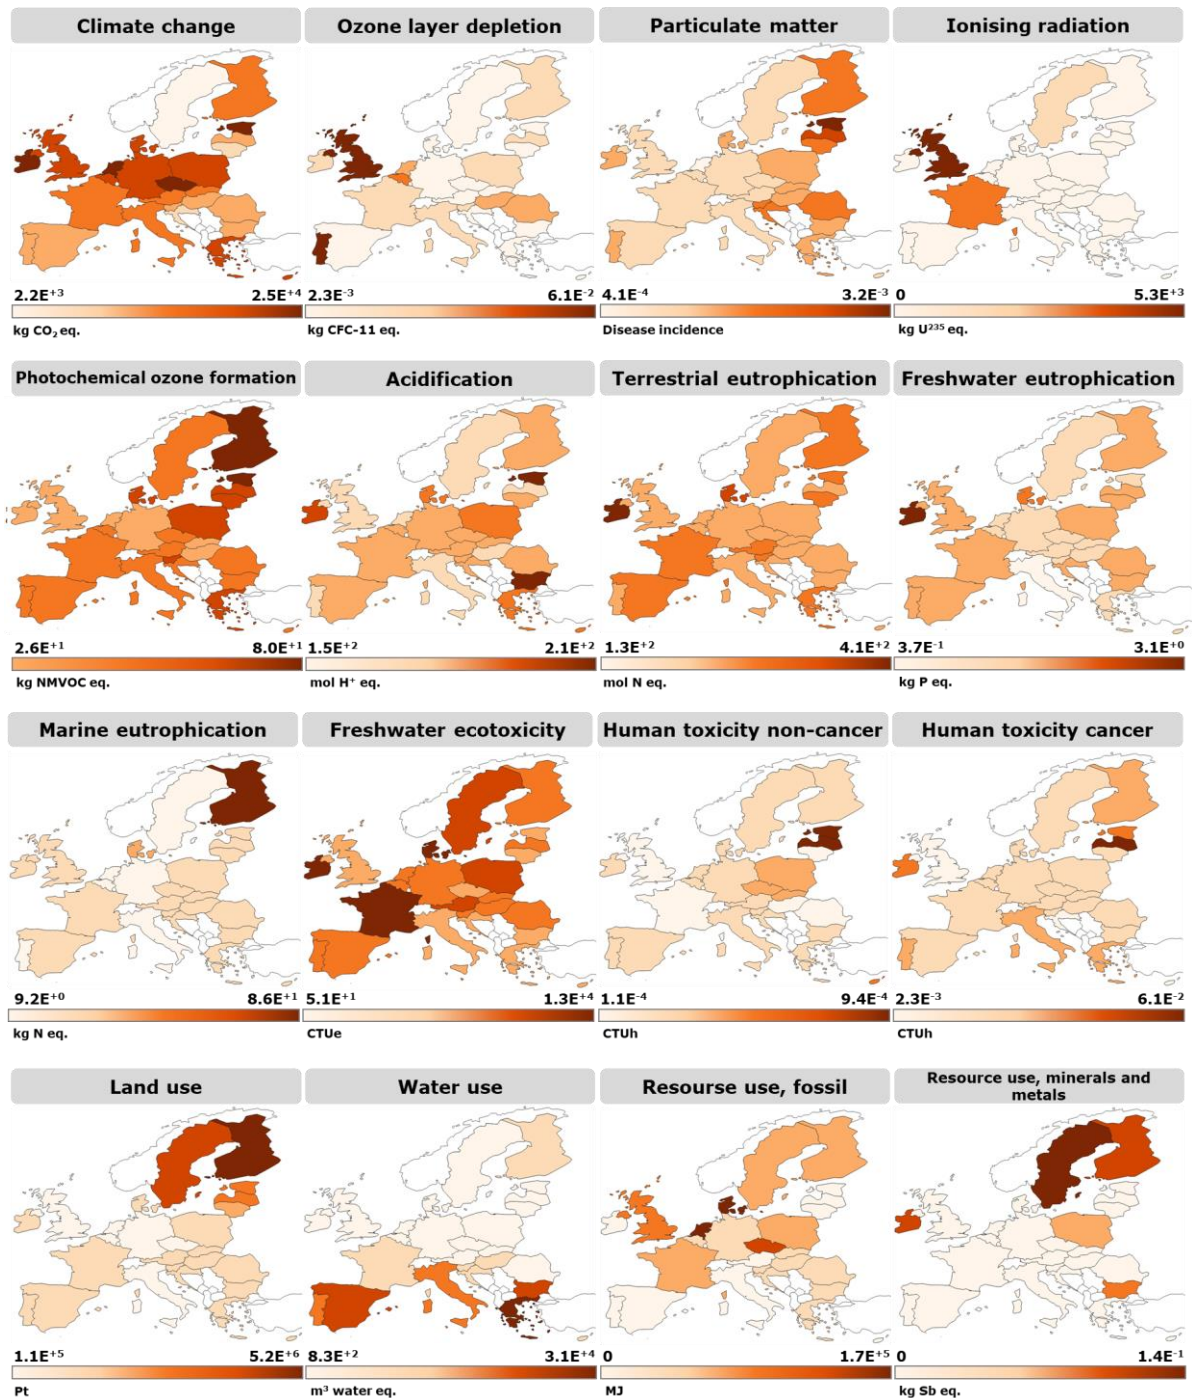 Climate change
Ozone layer depletion
Particulate matter
Ionising radiation
2.2E+3 2.5E+4
2.3E-3 6.1E-2
4.1E-4 3.2E-3
0 5.3E+3
kg CO2 eq.
kg CFC-11 eq.
Disease incidence
kg U235 eq.
Photochemical ozone formation
Acidification
Terrestrial eutrophication
Freshwater eutrophication
2.6E+1 8.0E+1
1.5E+2 2.1E+2
1.3E+2 4.1E+2
3.7E-1 3.1E+0
kg NMVOC eq.
mol H+ eq.
mol N eq.
kg P eq.
Marine eutrophication
Freshwater ecotoxicity
Human toxicity non-cancer
Human toxicity cancer
9.2E+0 8.6E+1
5.1E+1 1.3E+4
1.1E-4 9.4E-4
2.3E-3 6.1E-2
kg N eq.
CTUe
CTUh
CTUh
Land use
Water use
Resourse use, fossil
Resource use, minerals and
metals
1.1E+5 5.2E+6
8.3E+2 3.1E+4
0 1.7E+5
0 1.4E-1
Pt
m3 water eq.
MJ
kg Sb eq.